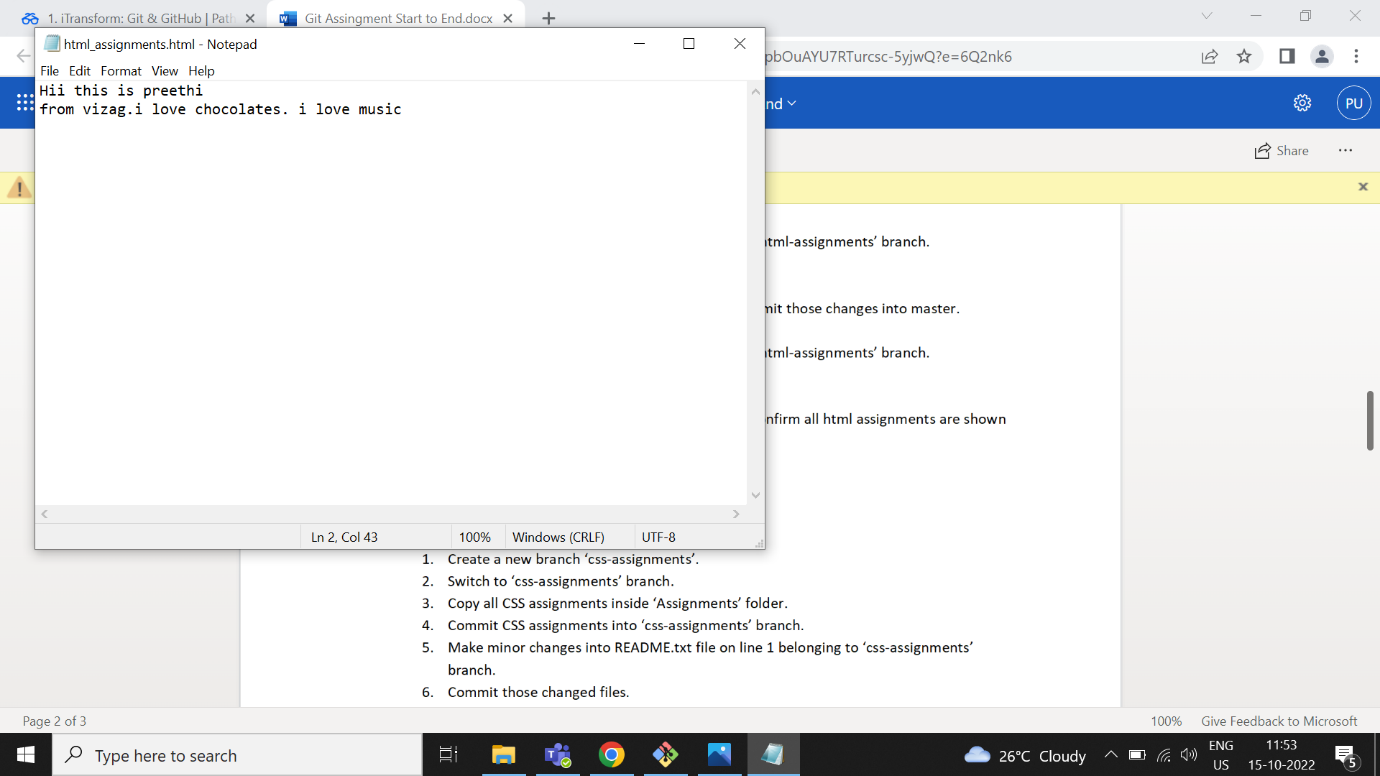 1. iTransform: Git & GitHub | Path
Git Assingment Start to End.docx
html_assignments.html - Notepad
pbOuAYU7RTurcsc-5yjwQ?e=6Q2nk6
File Edit Format View Help
Hii this is preethi
from vizag.i love chocolates. i love music
nd
PU
Share
tml-assignments’ branch.
mit those changes into master.
tml-assignments’ branch.
nfirm all html assignments are shown
Ln 2, Col 43
100%
Windows (CRLF)
UTF-8
1. Create a new branch ‘css-assignments’.
2. Switch to ‘css-assignments’ branch.
3. Copy all CSS assignments inside ‘Assignments’ folder.
4. Commit CSS assignments into ‘css-assignments’ branch.
5. Make minor changes into README.txt file on line 1 belonging to ‘css-assignments’
branch.
6. Commit those changed files.
Page 2 of 3
100%
Give Feedback to Microsoft
Type here to search
26°C Cloudy
ENG
US
11:53
15-10-2022
5